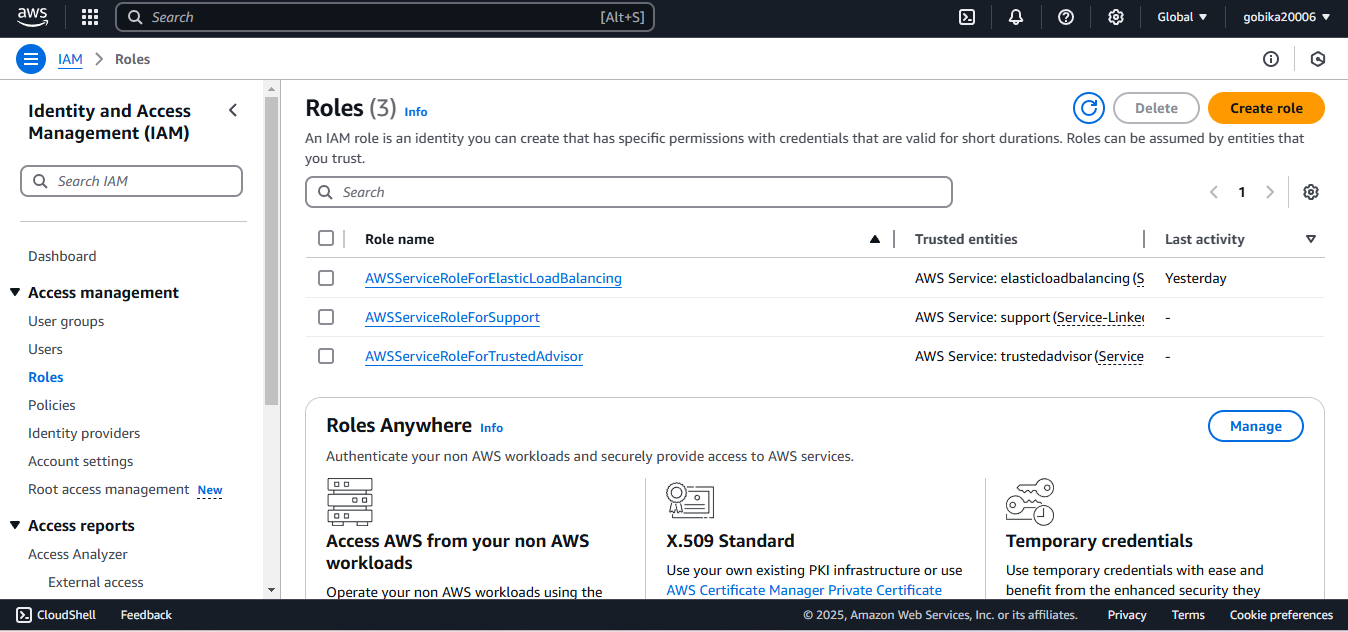 aws
Search
[Alt+S]
Global
gobika20006
IAM
Roles
Identity and Access
Management (IAM)
Search IAM
Dashboard
Access management
User groups
Users
Roles
Policies
Identity providers
Account settings
Root access management New
Access reports
Access Analyzer
External access
Roles (3) Info
Delete
Create role
An IAM role is an identity you can create that has specific permissions with credentials that are valid for short durations. Roles can be assumed by entities that
you trust.
Search
1
Role name
Trusted entities
Last activity
AWSServiceRoleForElasticLoadBalancing
AWS Service: elasticloadbalancing (S
Yesterday
AWSServiceRoleForSupport
AWS Service: support (Service-Linked
-
AWSServiceRoleForTrustedAdvisor
AWS Service: trustedadvisor (Service
-
Roles Anywhere Info
Manage
Authenticate your non AWS workloads and securely provide access to AWS services.
Access AWS from your non AWS
workloads
Operate your non AWS workloads using the
X.509 Standard
Use your own existing PKI infrastructure or use
AWS Certificate Manager Private Certificate
Temporary credentials
Use temporary credentials with ease and
benefit from the enhanced security they
CloudShell
Feedback
© 2025, Amazon Web Services, Inc. or its affiliates.
Privacy
Terms
Cookie preferences